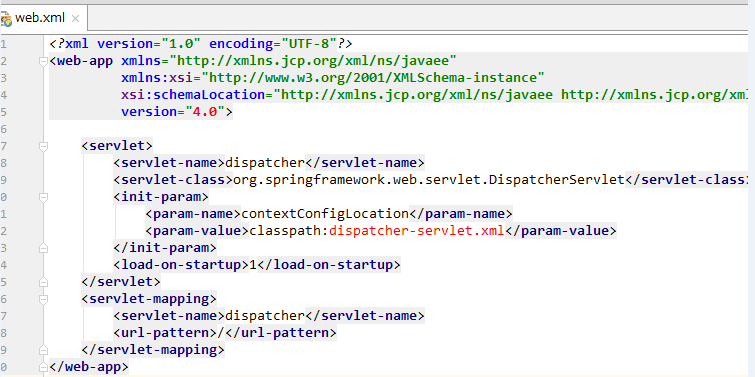 web.xml
1 <?xml version="1.0" encoding="UTF-8"?>
2 <web-app xmlns="http://xmlns.jcp.org/xml/ns/javaee"
3 xmlns:xsi="http://www.w3.org/2001/XMLSchema-instance"
4 xsi:schemaLocation="http://xmlns.jcp.org/xml/ns/javaee http://xmlns.jcp.org/xml
5 version="4.0">
6
7 <servlet>
8 <servlet-name>dispatcher</servlet-name>
9 <servlet-class>org.springframework.web.servlet.DispatcherServlet</servlet-class>
0 <init-param>
1 <param-name>contextConfigLocation</param-name>
2 <param-value>classpath:dispatcher-servlet.xml</param-value>
3 </init-param>
4 <load-on-startup>1</load-on-startup>
5 </servlet>
6 <servlet-mapping>
7 <servlet-name>dispatcher</servlet-name>
8 <url-pattern>/</url-pattern>
9 </servlet-mapping>
0 </web-app>